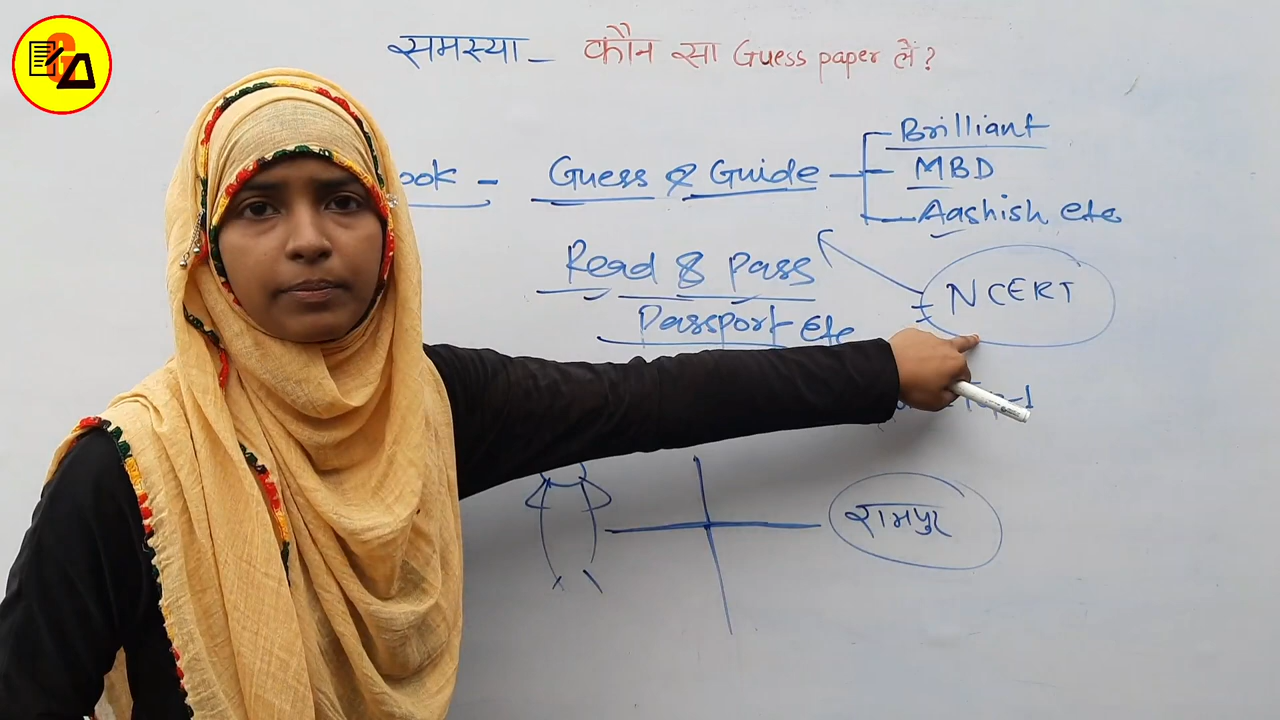 समस्या - कौन सा Guess paper लें?
ook - Guess & Guide
Brilliant
MBD
Aashish etc
Read & pass
Passport etc
NCERT
रामपुर